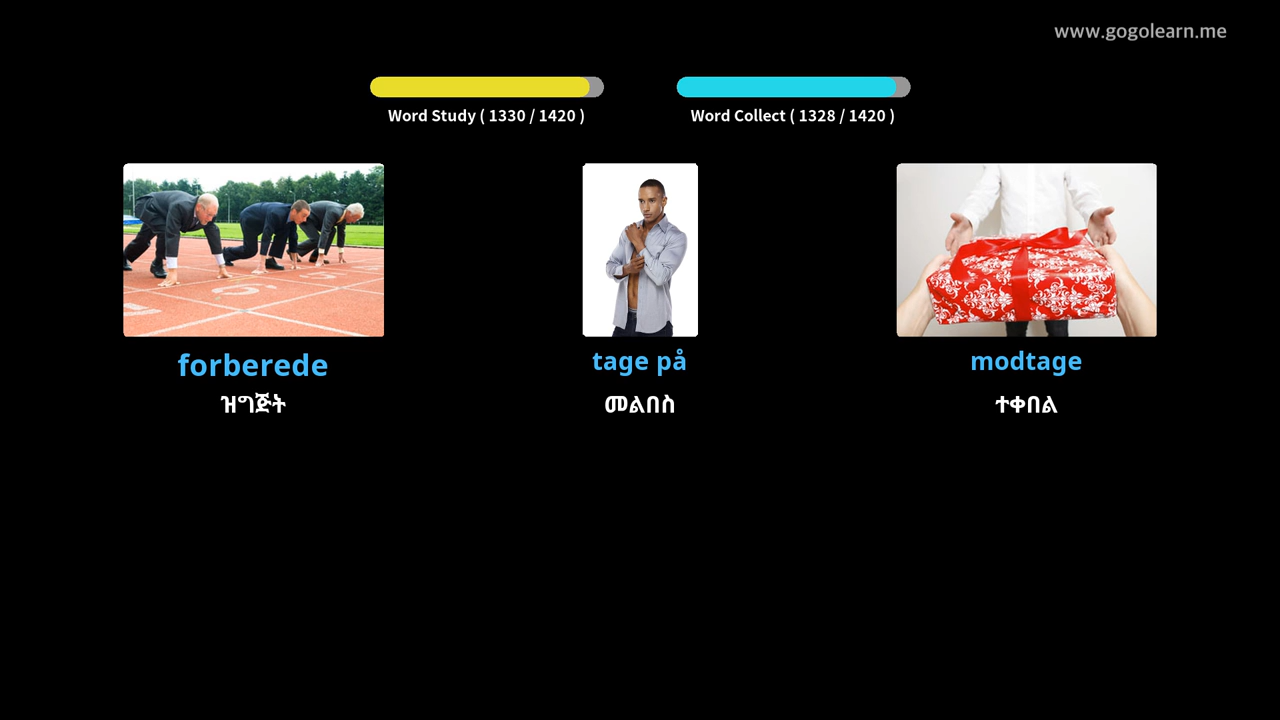 www.gogolearn.me
Word Study ( 1330 / 1420 )
Word Collect ( 1328 / 1420 )
forberede
tage på
modtage
ዝግጅት
መልበስ
ተቀበል